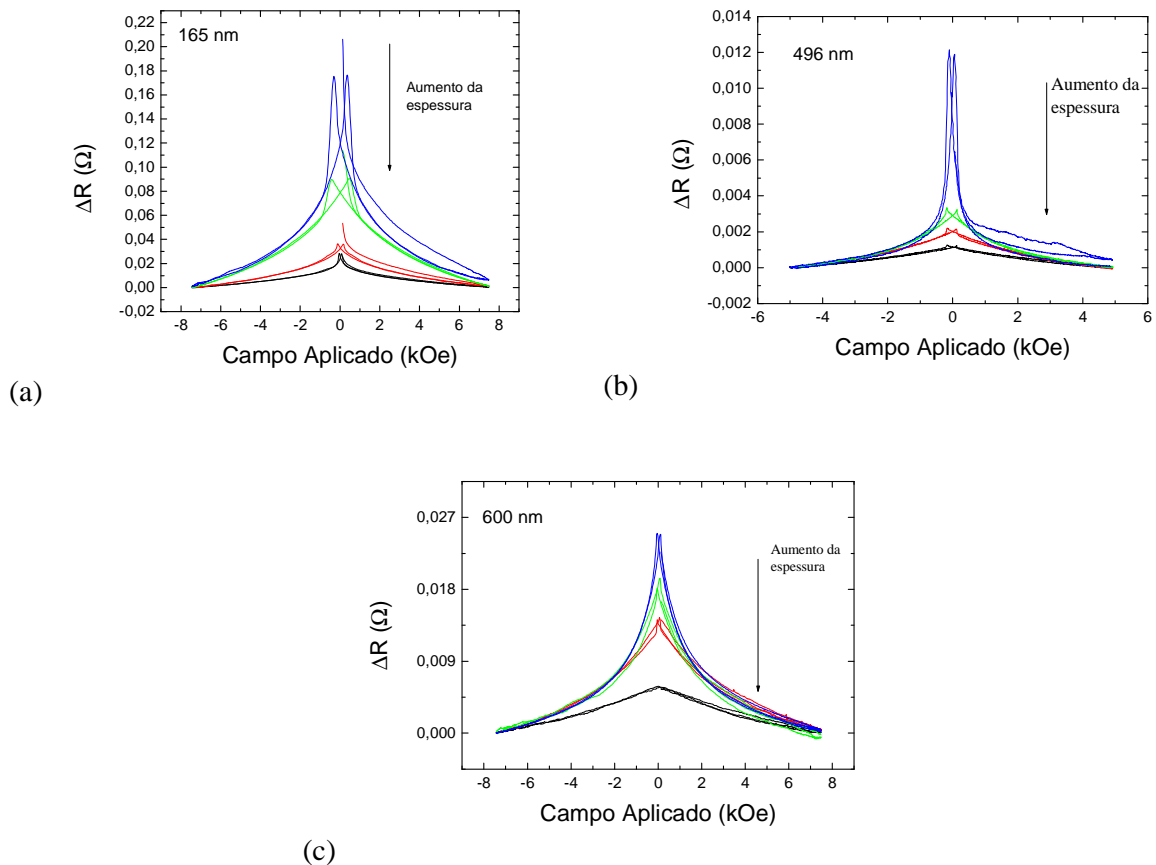 165 nm
Aumento da
espessura
0,22
0,20
0,18
0,16
0,14
0,12
0,10
0,08
0,06
0,04
0,02
0,00
-0,02
ΔR (Ω)
-8 -6 -4 -2 0 2 4 6 8
Campo Aplicado (kOe)
(a)
496 nm
Aumento da
espessura
0,014
0,012
0,010
0,008
0,006
0,004
0,002
0,000
-0,002
ΔR (Ω)
-6 -4 -2 0 2 4 6
Campo Aplicado (kOe)
(b)
600 nm
Aumento da
espessura
0,027
0,018
0,009
0,000
ΔR (Ω)
-8 -6 -4 -2 0 2 4 6 8
Campo Aplicado (kOe)
(c)